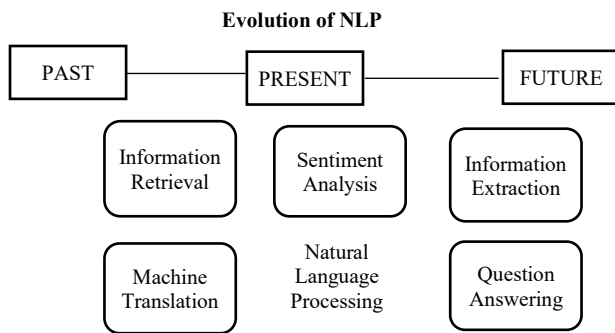 Evolution of NLP
PAST
PRESENT
FUTURE
Information
Retrieval
Sentiment
Analysis
Information
Extraction
Machine
Translation
Natural
Language
Processing
Question
Answering